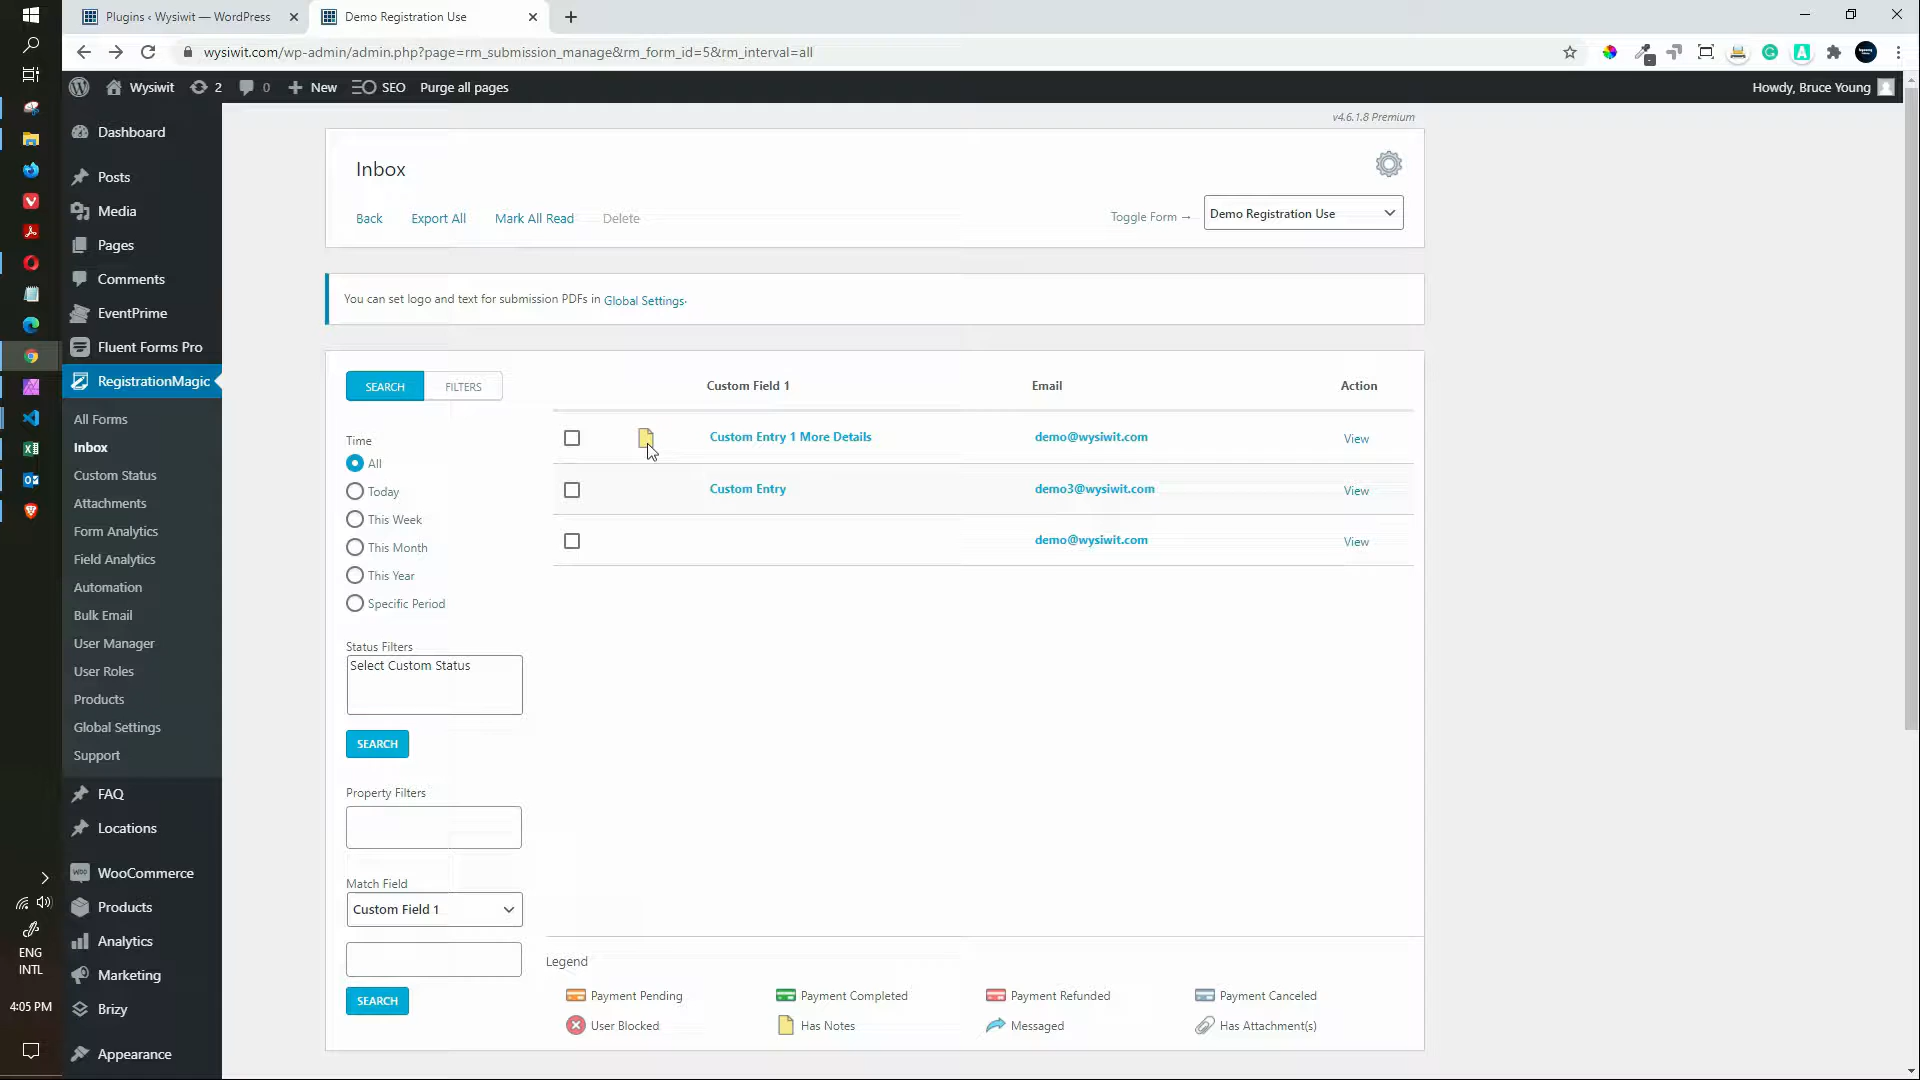 Plugins ‹ Wysiwit — WordPress
Demo Registration Use
wysiwit.com/wp-admin/admin.php?page=rm_submission_manage&rm_form_id=5&rm_interval=all
Wysiwit
2
0
New
SEO
Purge all pages
Howdy, Bruce Young
Dashboard
Posts
Media
Pages
Comments
EventPrime
Fluent Forms Pro
RegistrationMagic
All Forms
Inbox
Custom Status
Attachments
Form Analytics
Field Analytics
Automation
Bulk Email
User Manager
User Roles
Products
Global Settings
Support
FAQ
Locations
WooCommerce
Products
Analytics
Marketing
Brizy
Appearance
ENG
INTL
4:05 PM
v4.6.1.8 Premium
Inbox
Back
Export All
Mark All Read
Delete
Toggle Form →
Demo Registration Use
You can set logo and text for submission PDFs in Global Settings.
SEARCH
FILTERS
Time
All
Today
This Week
This Month
This Year
Specific Period
Status Filters
Select Custom Status
SEARCH
Property Filters
Match Field
Custom Field 1
SEARCH
Custom Field 1 Email Action
Custom Entry 1 More Details demo@wysiwit.com View
Custom Entry demo3@wysiwit.com View
demo@wysiwit.com View
Legend
Payment Pending
Payment Completed
Payment Refunded
Payment Canceled
User Blocked
Has Notes
Messaged
Has Attachment(s)